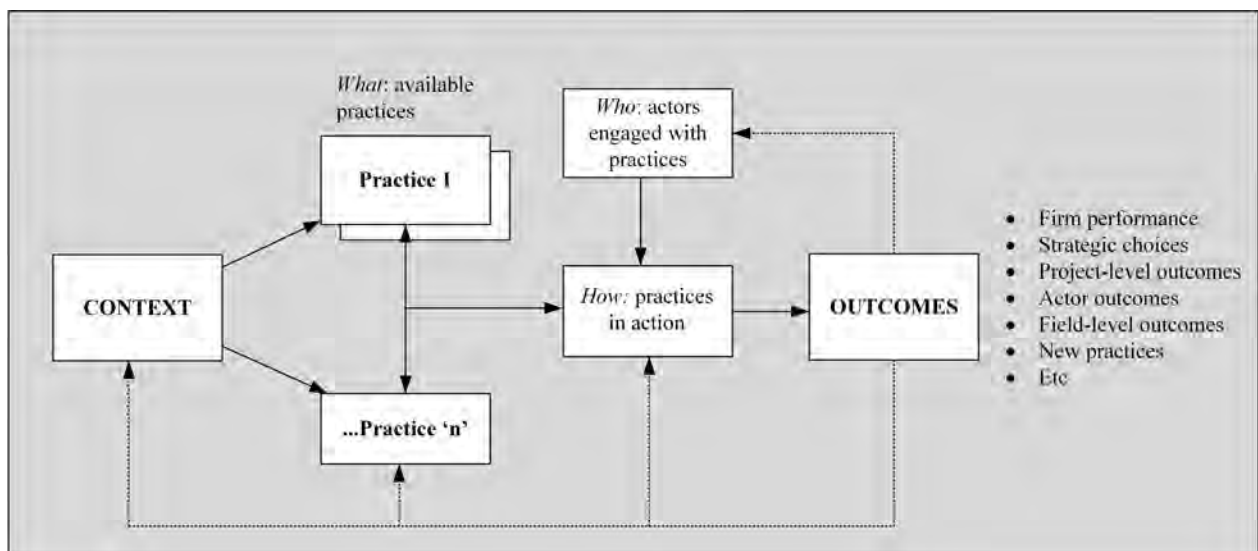 What: available
practices
Practice 1
CONTEXT
...Practice ‘n’
Who: actors
engaged with
practices
How: practices
in action
OUTCOMES
● Firm performance
● Strategic choices
● Project-level outcomes
● Actor outcomes
● Field-level outcomes
● New practices
● Etc